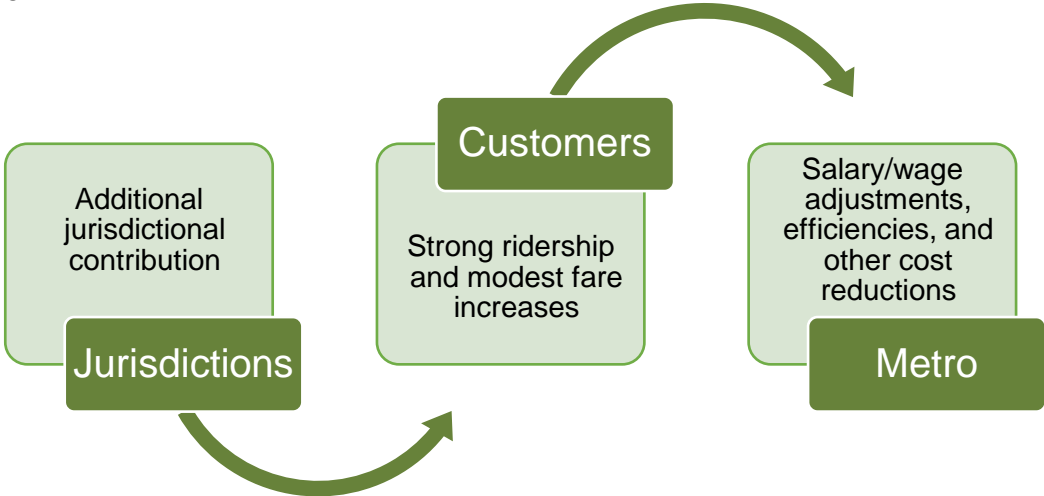 Additional
jurisdictional
contribution
Jurisdictions
Customers
Strong ridership
and modest fare
increases
Salary/wage
adjustments,
efficiencies, and
other cost
reductions
Metro